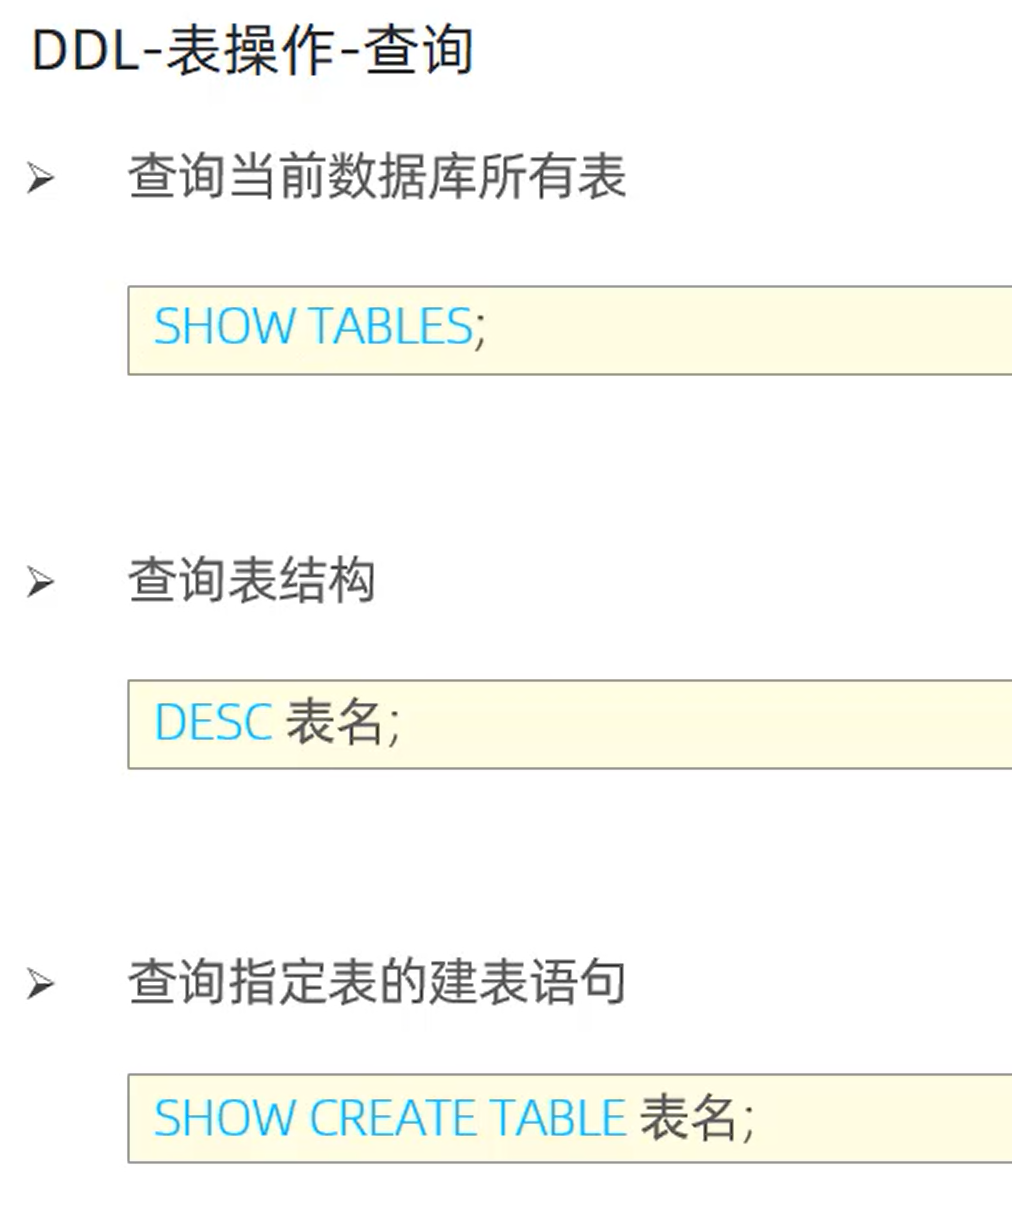 DDL-表操作-查询
➢ 查询当前数据库所有表
SHOW TABLES;
➢ 查询表结构
DESC 表名;
➢ 查询指定表的建表语句
SHOW CREATE TABLE 表名;